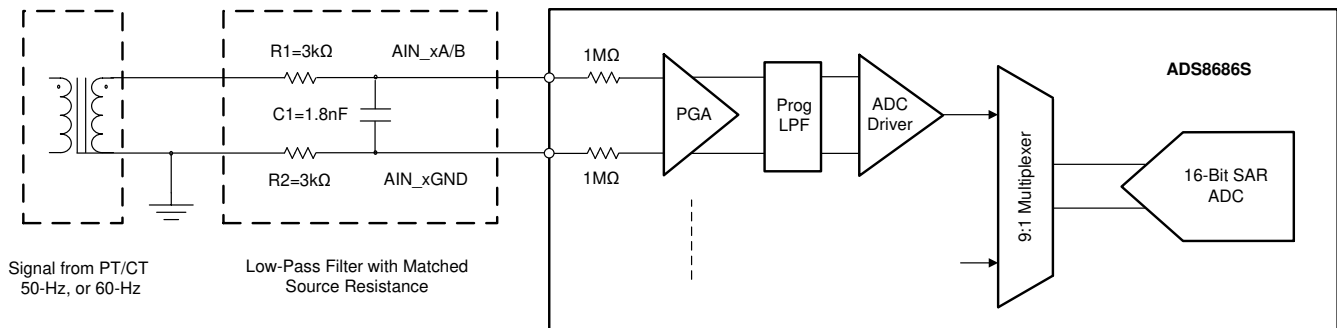 R1=3kΩ
AIN_xA/B
C1=1.8nF
R2=3kΩ
AIN_xGND
Signal from PT/CT
50-Hz, or 60-Hz
Low-Pass Filter with Matched
Source Resistance
1MΩ
1MΩ
PGA
Prog
LPF
ADC
Driver
9:1 Multiplexer
ADS8686S
16-Bit SAR
ADC